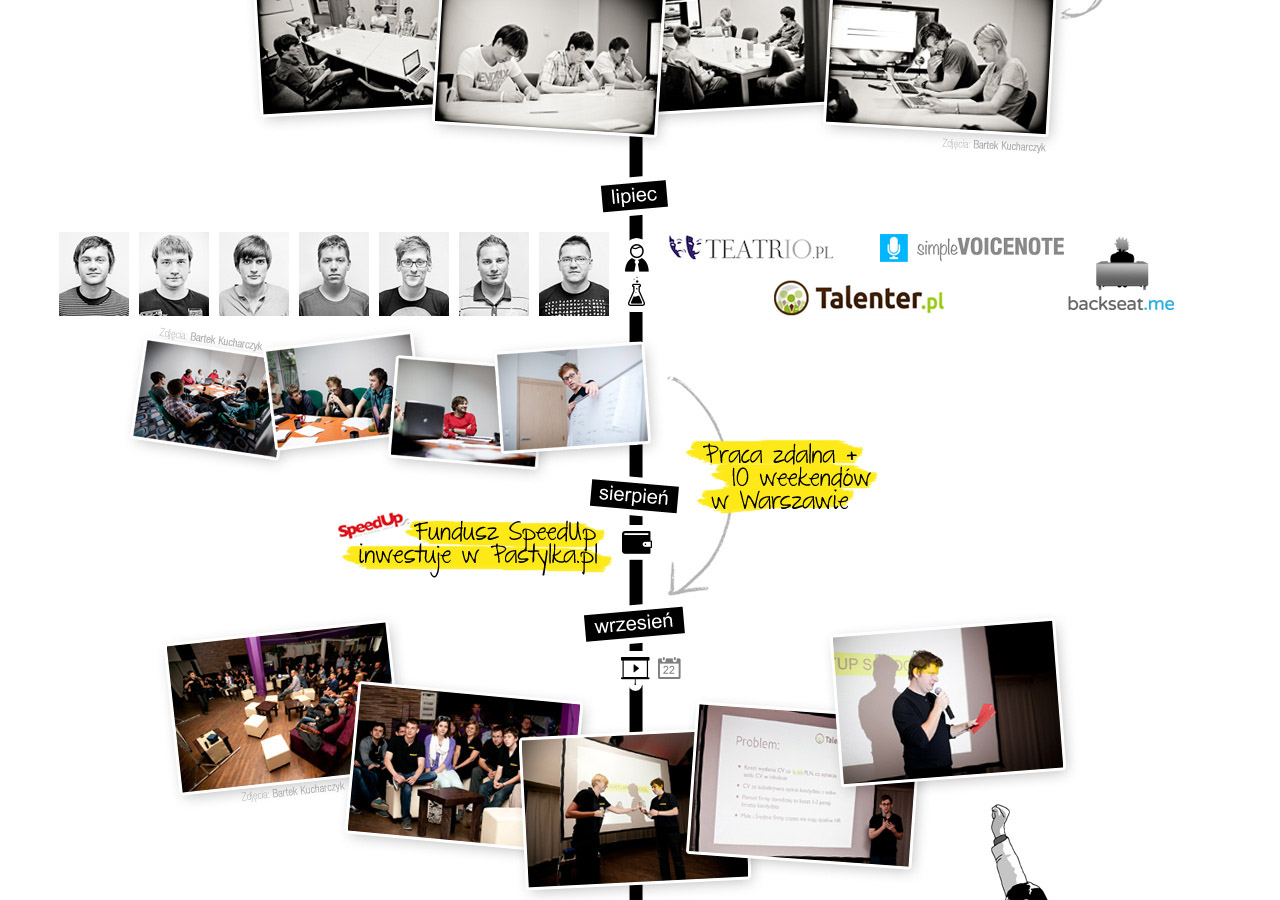 Zdjęcia: Bartek Kucharczyk
lipiec
TEATRIO.PL
simpleVOICENOTE
Talenter.pl
backseat.me
Zdjęcia: Bartek Kucharczyk
Praca zdalna +
10 weekendów
w Warszawie
sierpień
SpeedUp
Fundusz SpeedUp
inwestuje w Pastylka.pl
wrzesień
22
Problem:
Zdjęcia: Bartek Kucharczyk